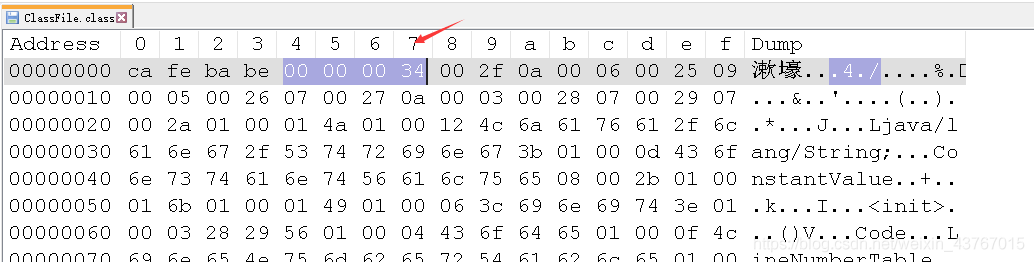 ClassFile.class
Address 0 1 2 3 4 5 6 7 8 9 a b c d e f Dump
00000000 ca fe ba be 00 00 00 34 00 2f 0a 00 06 00 25 09 漱壕...4./....%.
00000010 00 05 00 26 07 00 27 0a 00 03 00 28 07 00 29 07 ...&..'....(..).
00000020 00 2a 01 00 01 4a 01 00 12 4c 6a 61 76 61 2f 6c .*...J...Ljava/l
00000030 61 6e 67 2f 53 74 72 69 6e 67 3b 01 00 0d 43 6f ang/String;...Co
00000040 6e 73 74 61 6e 74 56 61 6c 75 65 08 00 2b 01 00 nstantValue..+..
00000050 01 6b 01 00 01 49 01 00 06 3c 69 6e 69 74 3e 01 .k...I...<init>.
00000060 00 03 28 29 56 01 00 04 43 6f 64 65 01 00 0f 4c ..()V...Code...L
00000070 69 6e 65 4e 75 6d 62 65 72 54 61 62 6c 65 01 00 ineNumberTable
https://blog.csdn.net/weixin_43767015